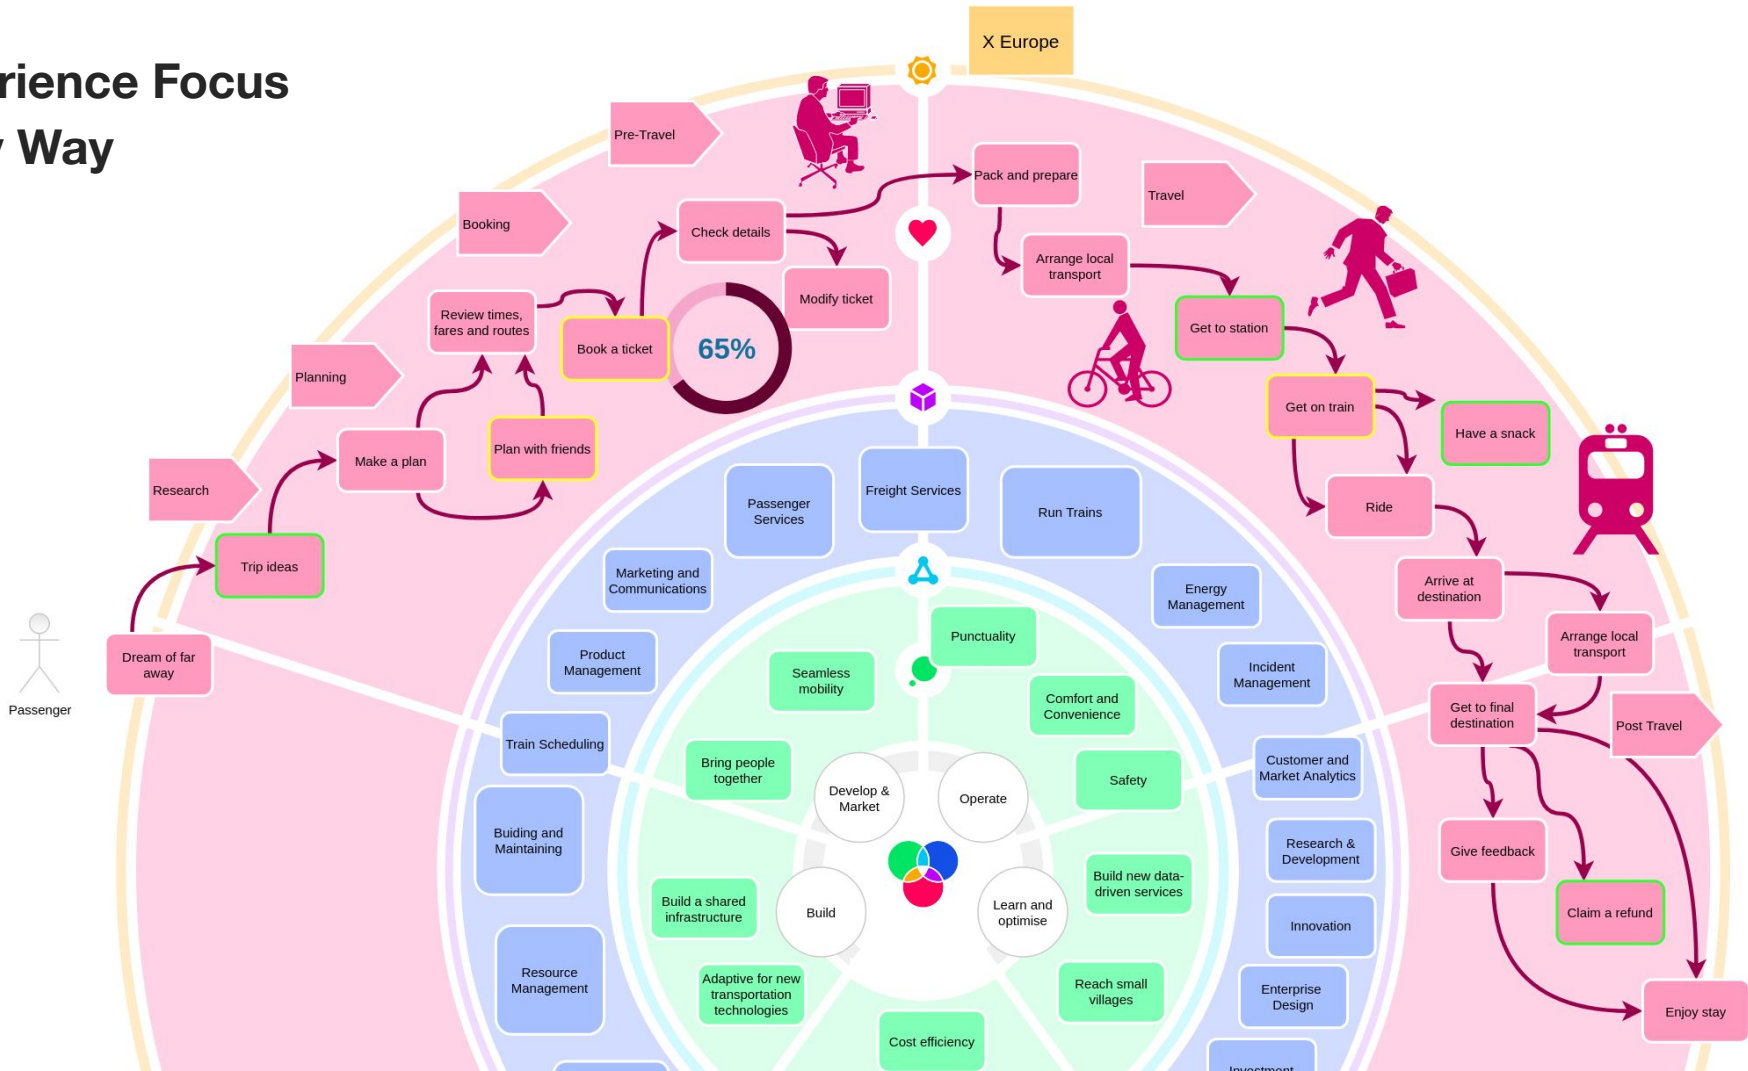 rience Focus
Way
X Europe
Pre-Travel
Booking
Planning
Research
Travel
Post Travel
Passenger
Dream of far
away
Trip ideas
Make a plan
Plan with friends
Review times,
fares and routes
Book a ticket
65%
Check details
Modify ticket
Pack and prepare
Arrange local
transport
Get to station
Get on train
Have a snack
Ride
Arrive at
destination
Arrange local
transport
Get to final
destination
Give feedback
Claim a refund
Enjoy stay
Passenger
Services
Freight Services
Run Trains
Marketing and
Communications
Energy
Management
Product
Management
Incident
Management
Train Scheduling
Customer and
Market Analytics
Buiding and
Maintaining
Research &
Development
Innovation
Resource
Management
Enterprise
Design
Investment
Punctuality
Seamless
mobility
Comfort and
Convenience
Bring people
together
Safety
Build a shared
infrastructure
Build new data-
driven services
Adaptive for new
transportation
technologies
Reach small
villages
Cost efficiency
Develop &
Market
Operate
Build
Learn and
optimise